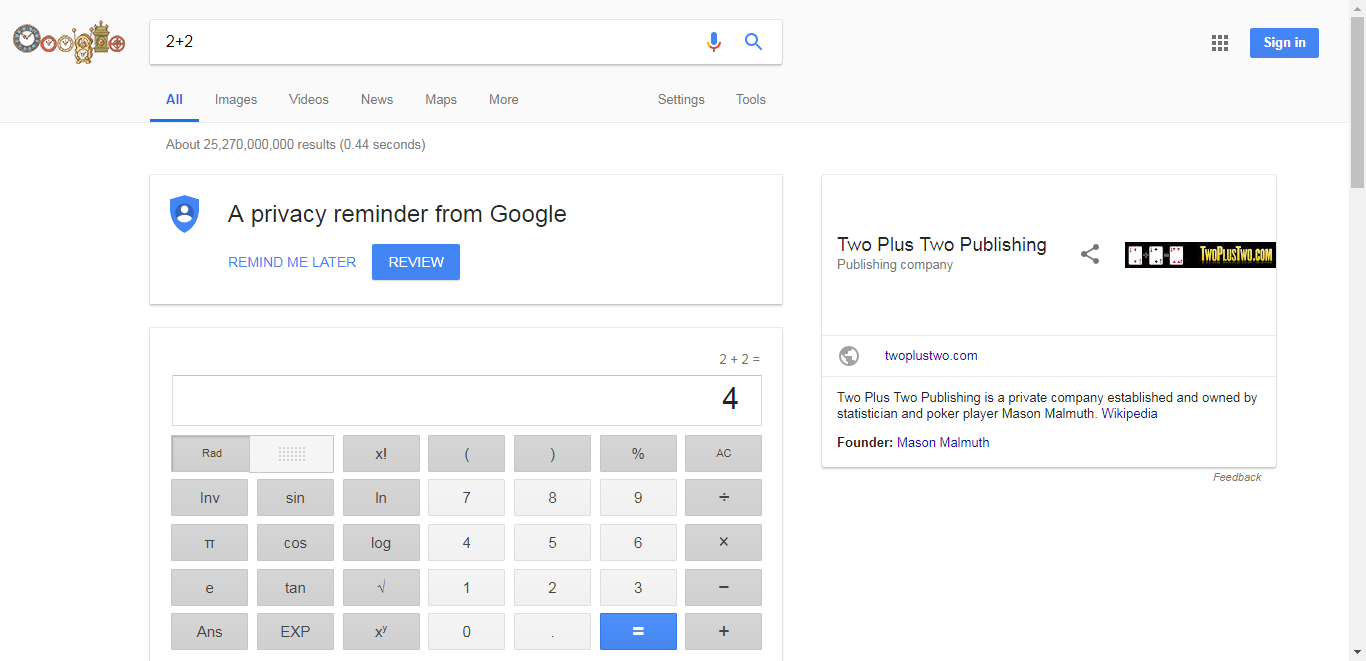 Google
2+2
Sign in
All Images Videos News Maps More Settings Tools
About 25,270,000,000 results (0.44 seconds)
A privacy reminder from Google
REMIND ME LATER REVIEW
2 + 2 =
4
Rad x! ( ) % AC
Inv sin ln 7 8 9 ÷
π cos log 4 5 6 ×
e tan √ 1 2 3 −
Ans EXP xʸ 0 . = +
Two Plus Two Publishing
Publishing company
TWOPLUSTWO.COM
twoplustwo.com
Two Plus Two Publishing is a private company established and owned by
statistician and poker player Mason Malmuth. Wikipedia
Founder: Mason Malmuth
Feedback